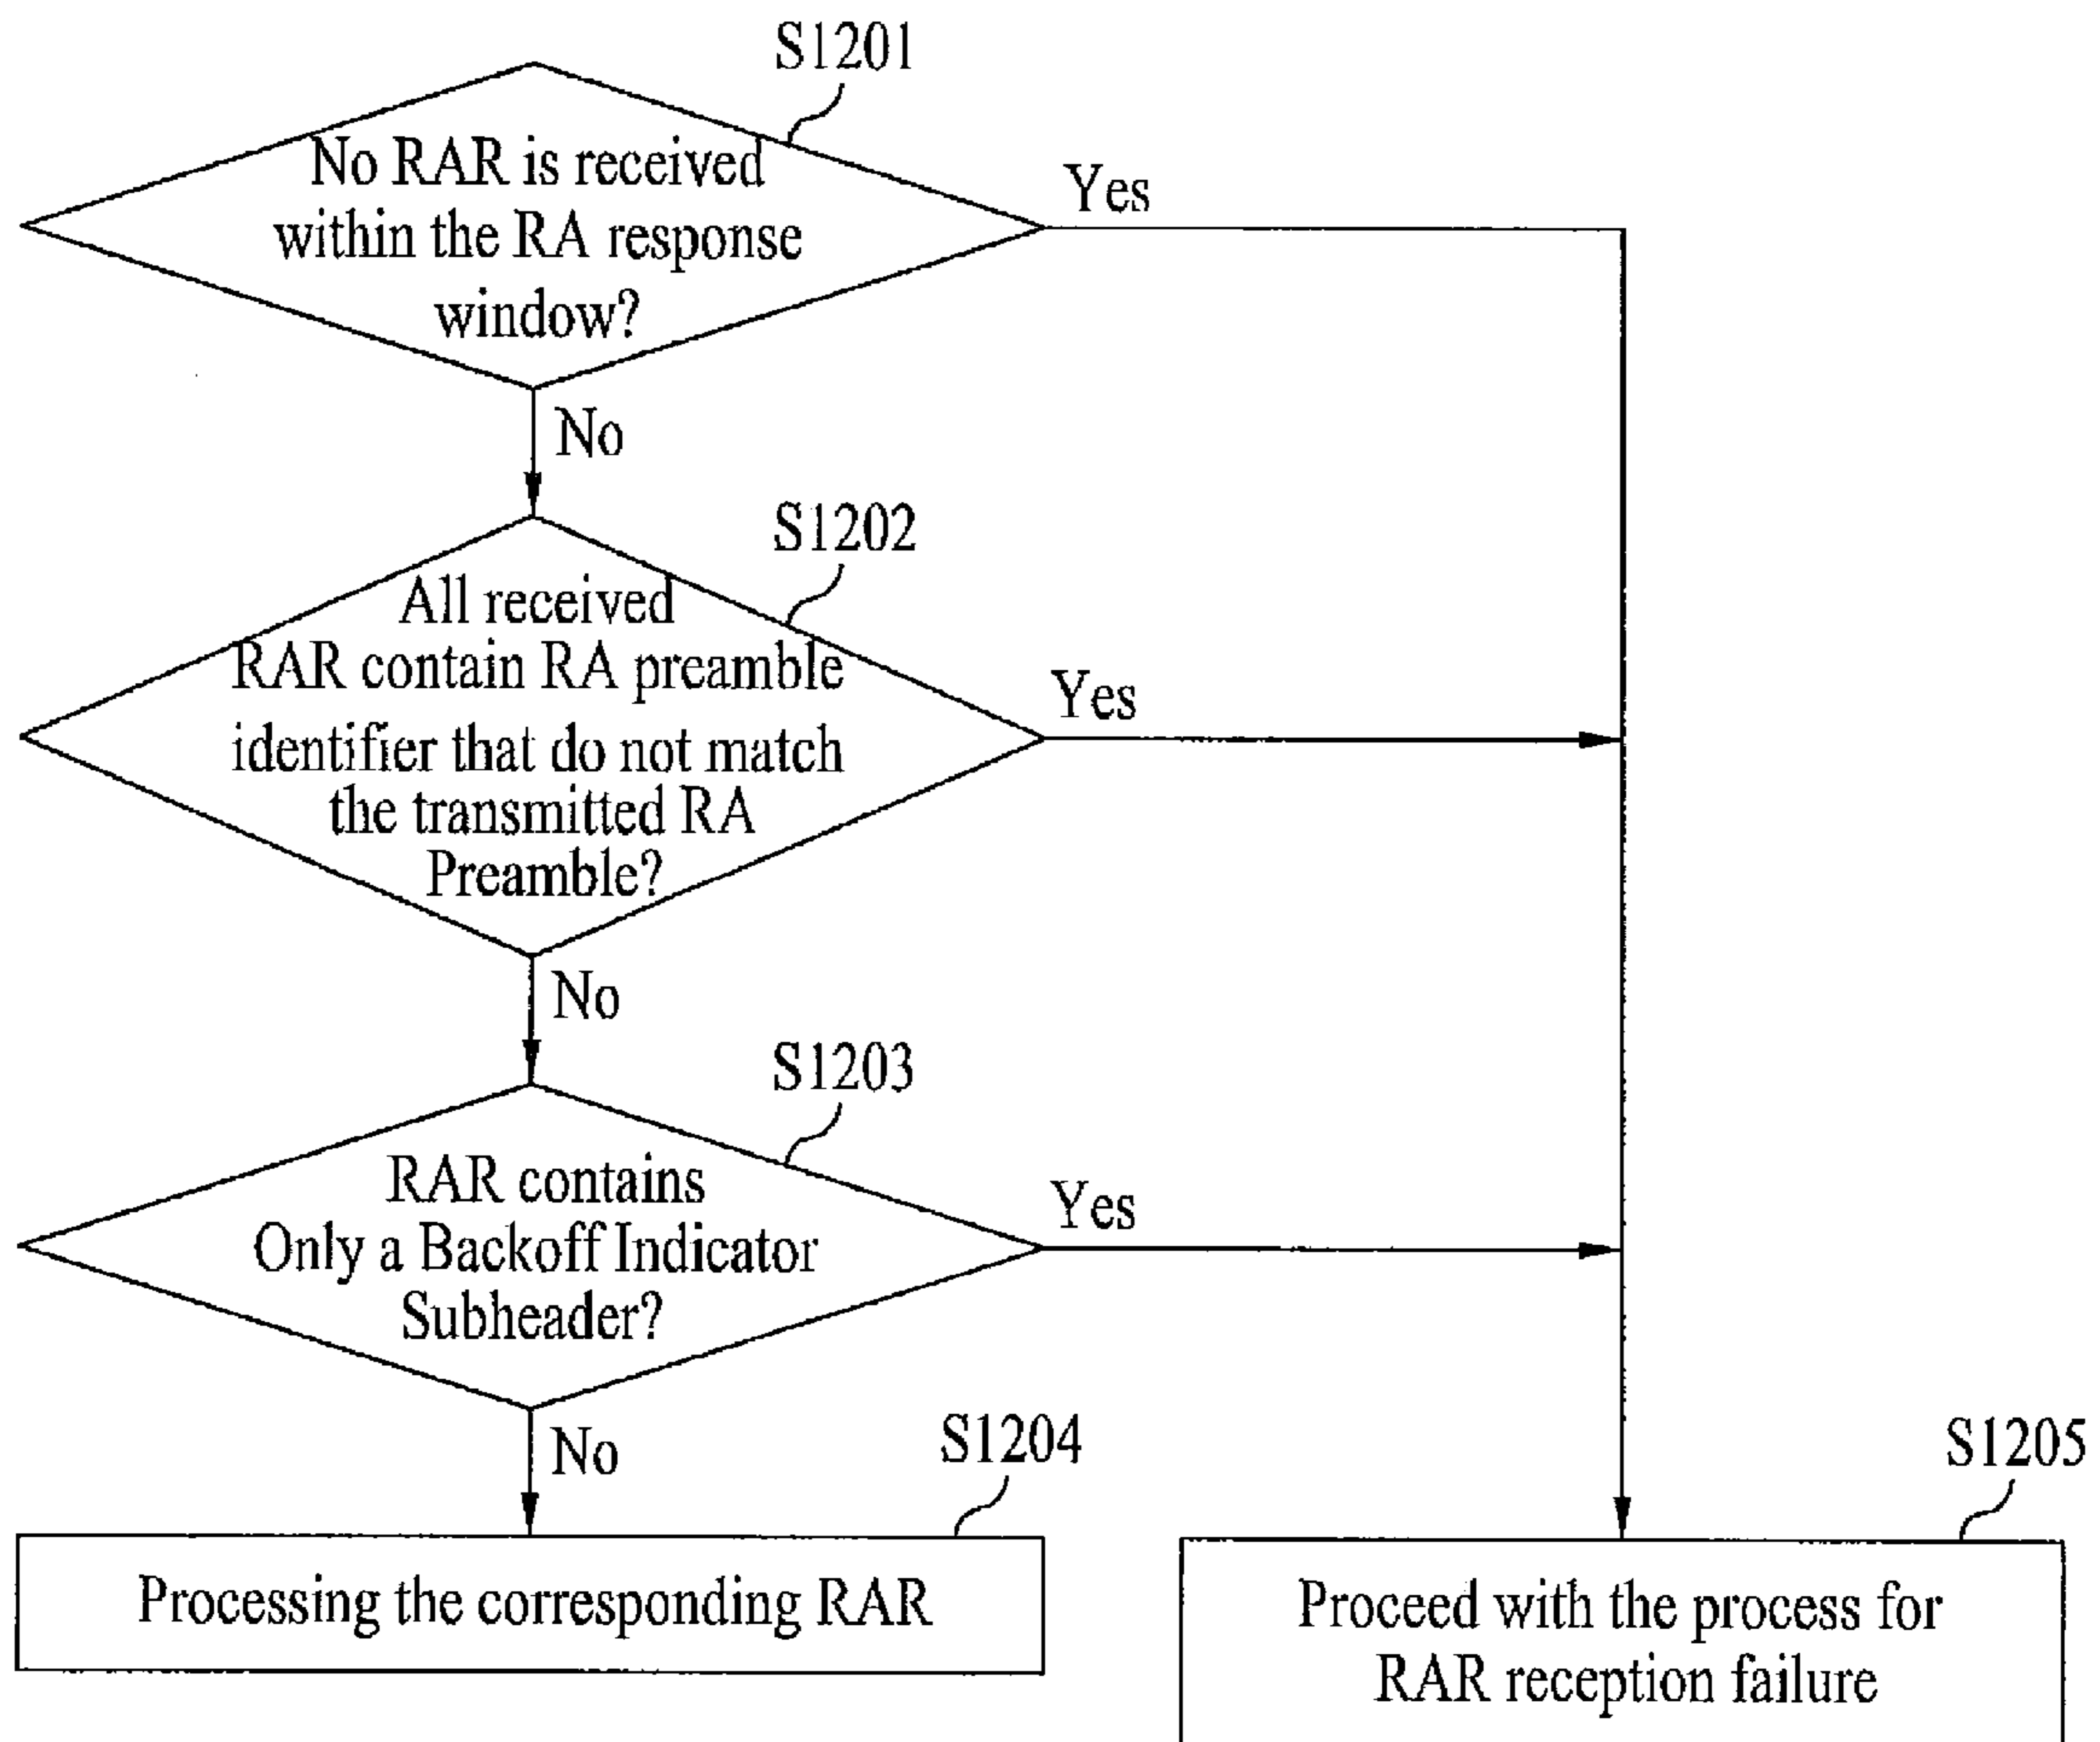 S1201
No RAR is received
within the RA response
window?
Yes
No
S1202
All received
RAR contain RA preamble
identifier that do not match
the transmitted RA
Preamble?
Yes
No
S1203
RAR contains
Only a Backoff Indicator
Subheader?
Yes
No
S1204
Processing the corresponding RAR
S1205
Proceed with the process for
RAR reception failure